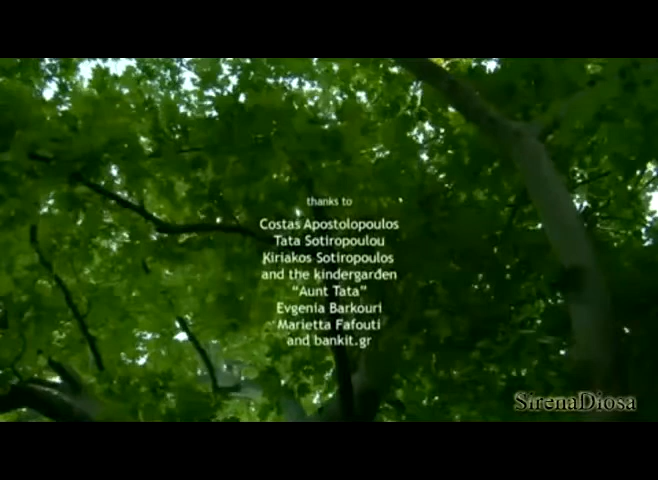 thanks to
Costas Apostolopoulos
Tata Sotiropoulou
Kiriakos Sotiropoulos
and the kindergarden
“Aunt Tata”
Evgenia Barkouri
Marietta Fafouti
and bankit.gr
SirenaDiosa